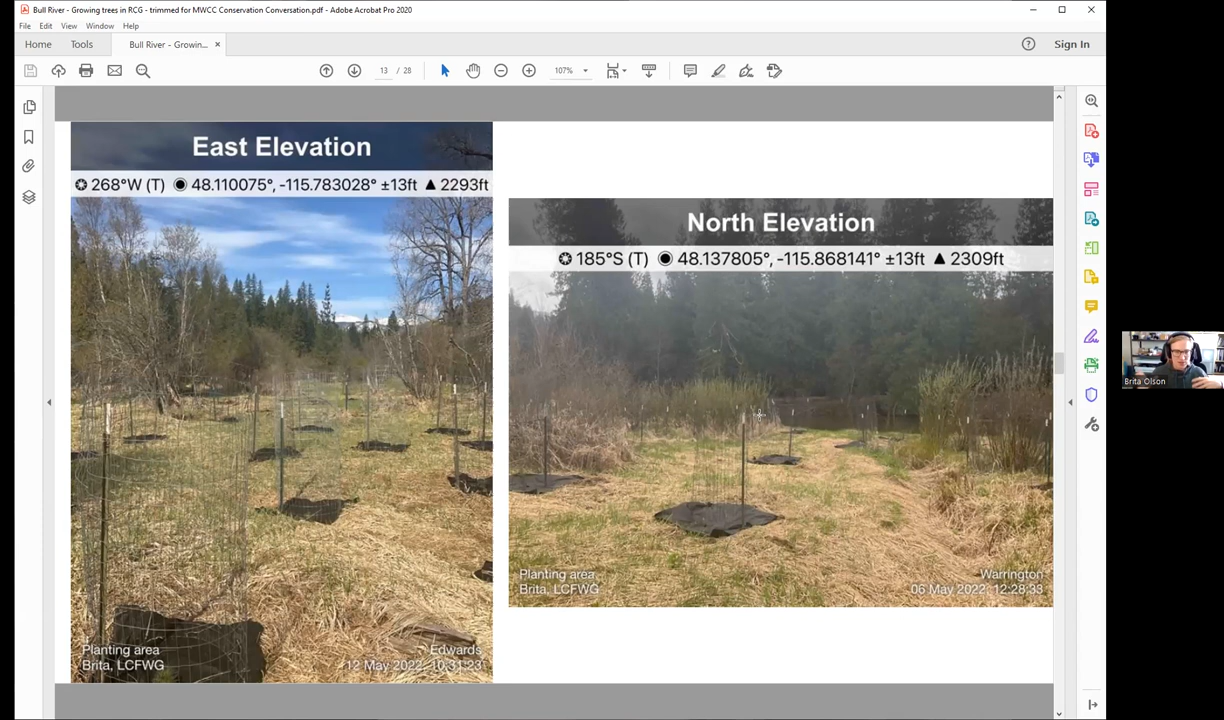 Bull River - Growing trees in RCG - trimmed for MWCC Conservation Conversation.pdf - Adobe Acrobat Pro 2020
File Edit View Window Help
Home Tools Bull River - Growin... ×
Sign In
13 / 28 107%
East Elevation
268°W (T) 48.110075°, -115.783028° ±13ft ▲ 2293ft
North Elevation
185°S (T) 48.137805°, -115.868141° ±13ft ▲ 2309ft
Planting area
Brita, LCFWG
Edwards
12 May 2022, 10:31:23
Planting area
Brita, LCFWG
Warrington
06 May 2022, 12:28:33
Brita Olson